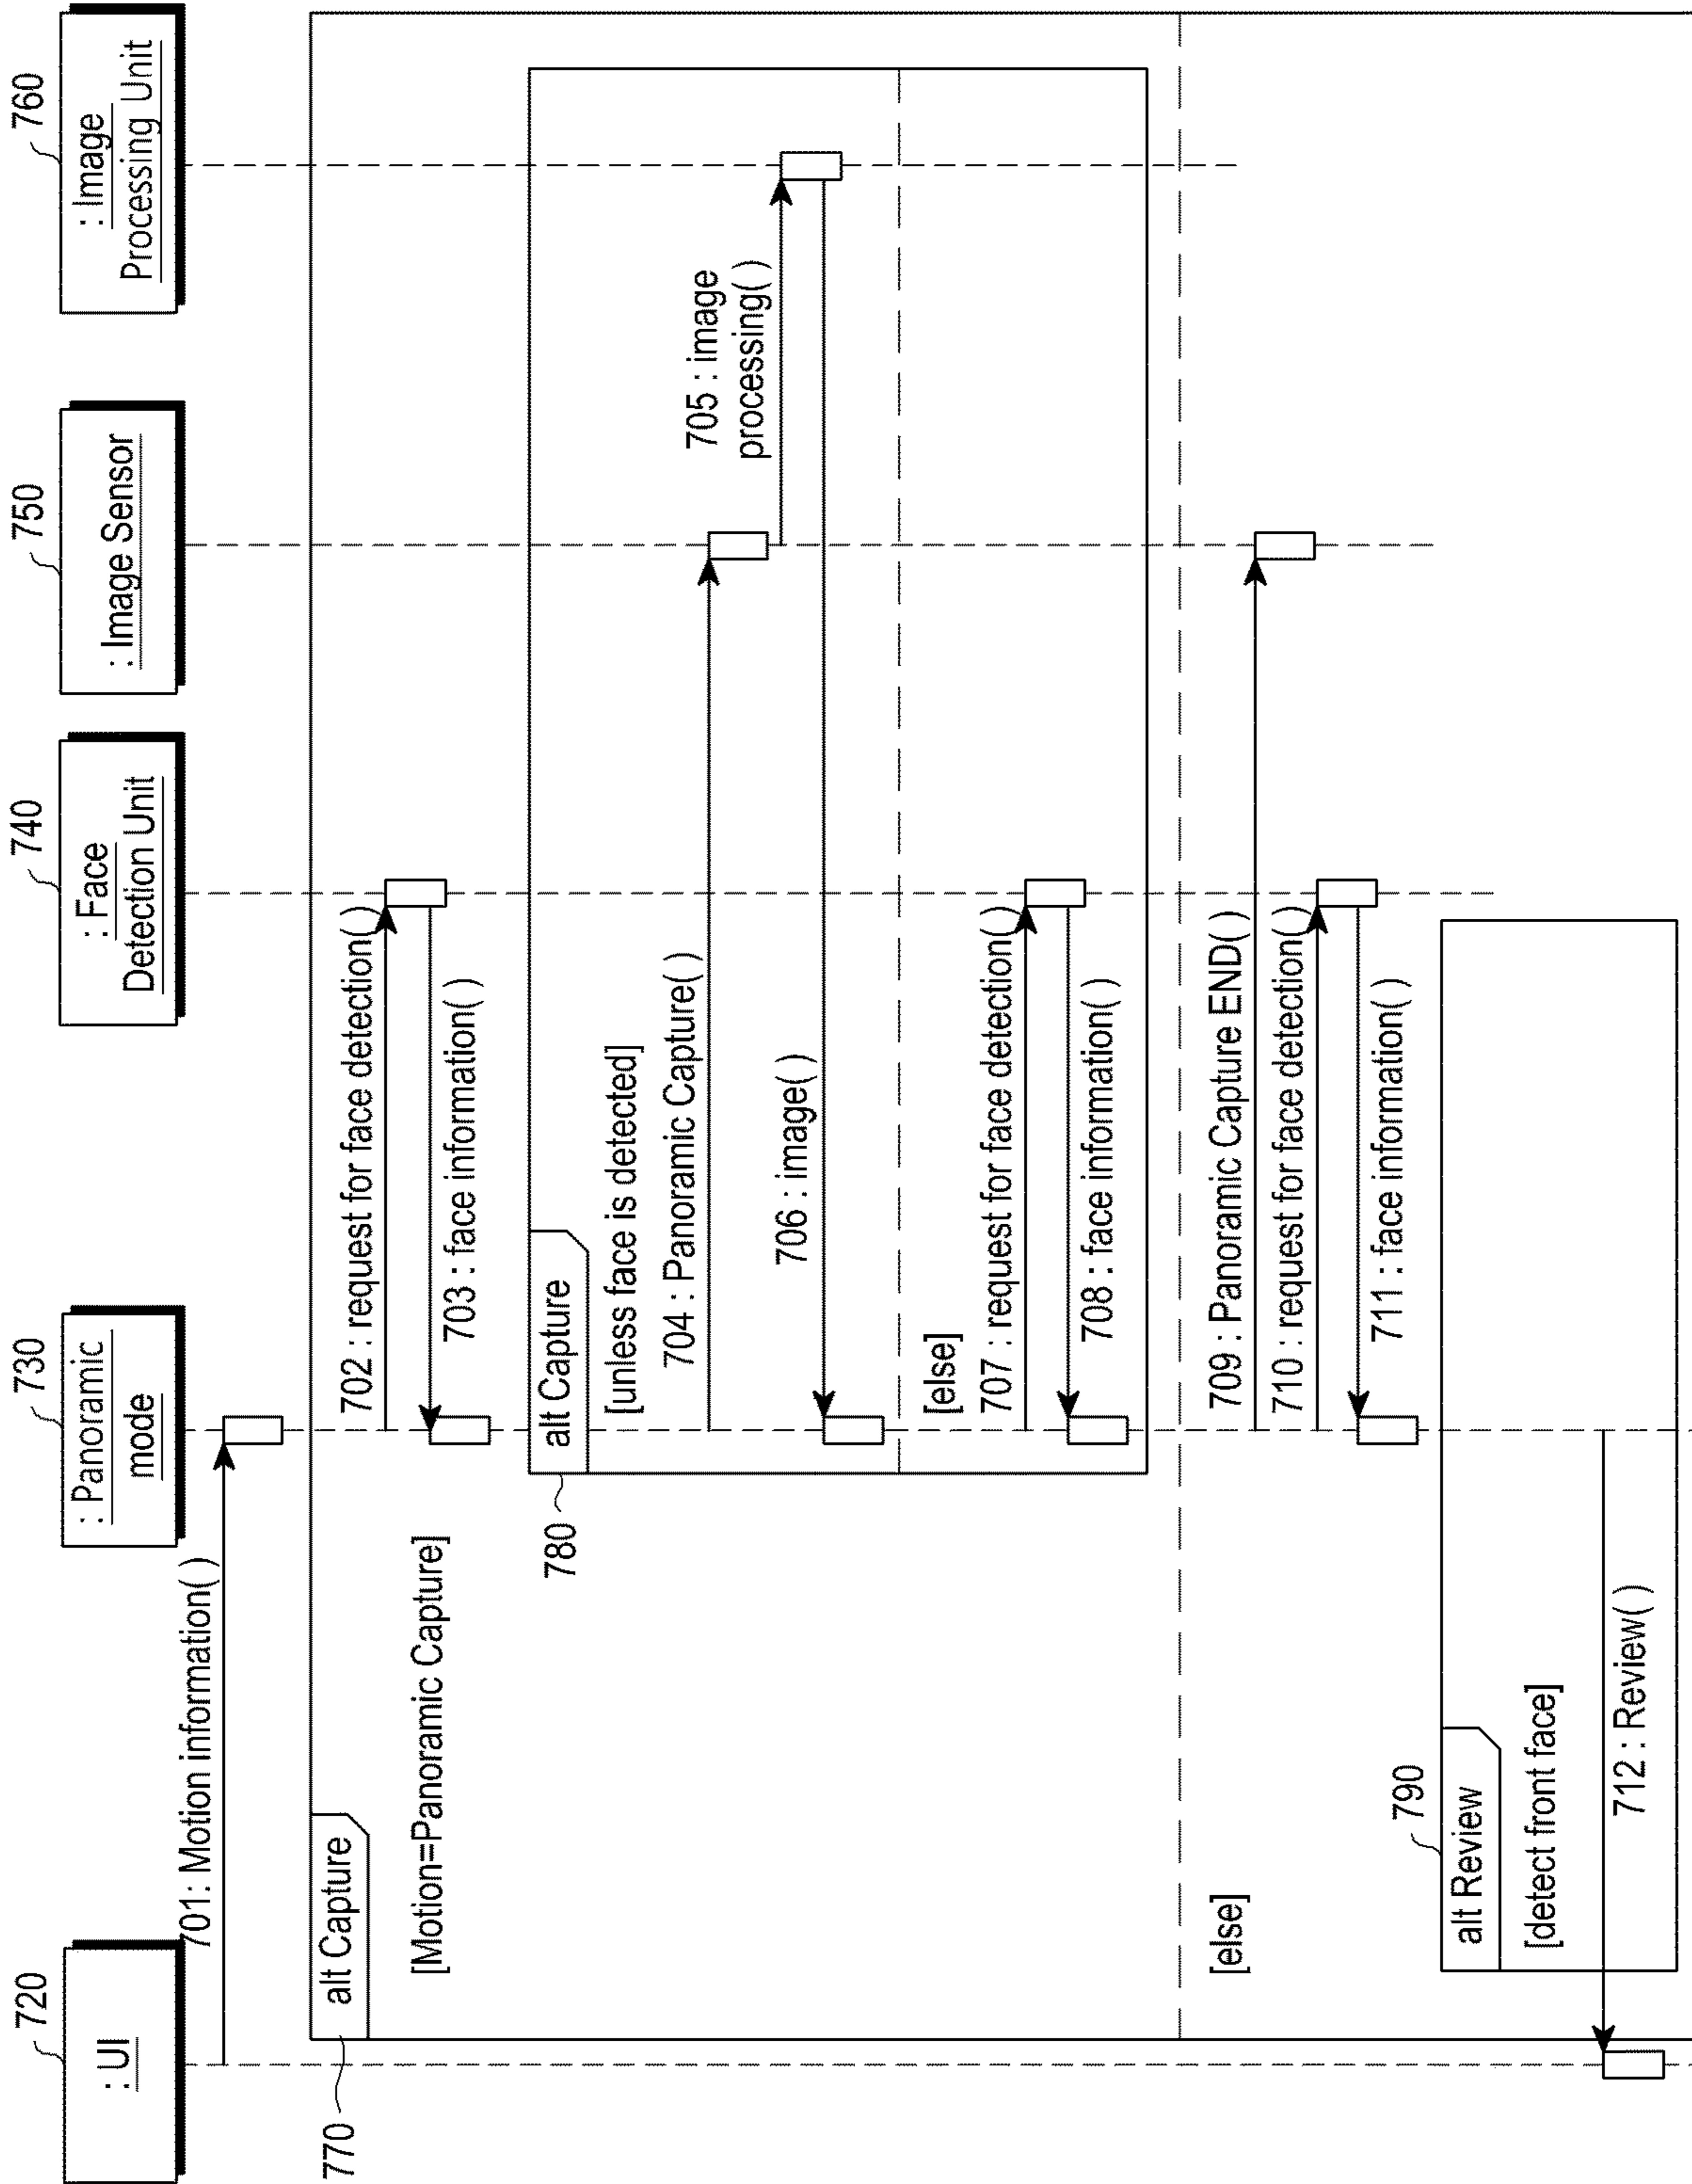 720
: UI
730
: Panoramic
mode
740
: Face
Detection Unit
750
: Image Sensor
760
: Image
Processing Unit
701: Motion information( )
770
alt Capture
[Motion=Panoramic Capture]
702 : request for face detection( )
703 : face information( )
780
alt Capture
[unless face is detected]
704 : Panoramic Capture( )
705 : image
processing( )
706 : image( )
[else]
707 : request for face detection( )
708 : face information( )
[else]
709 : Panoramic Capture END( )
710 : request for face detection( )
711 : face information( )
790
alt Review
[detect front face]
712 : Review( )